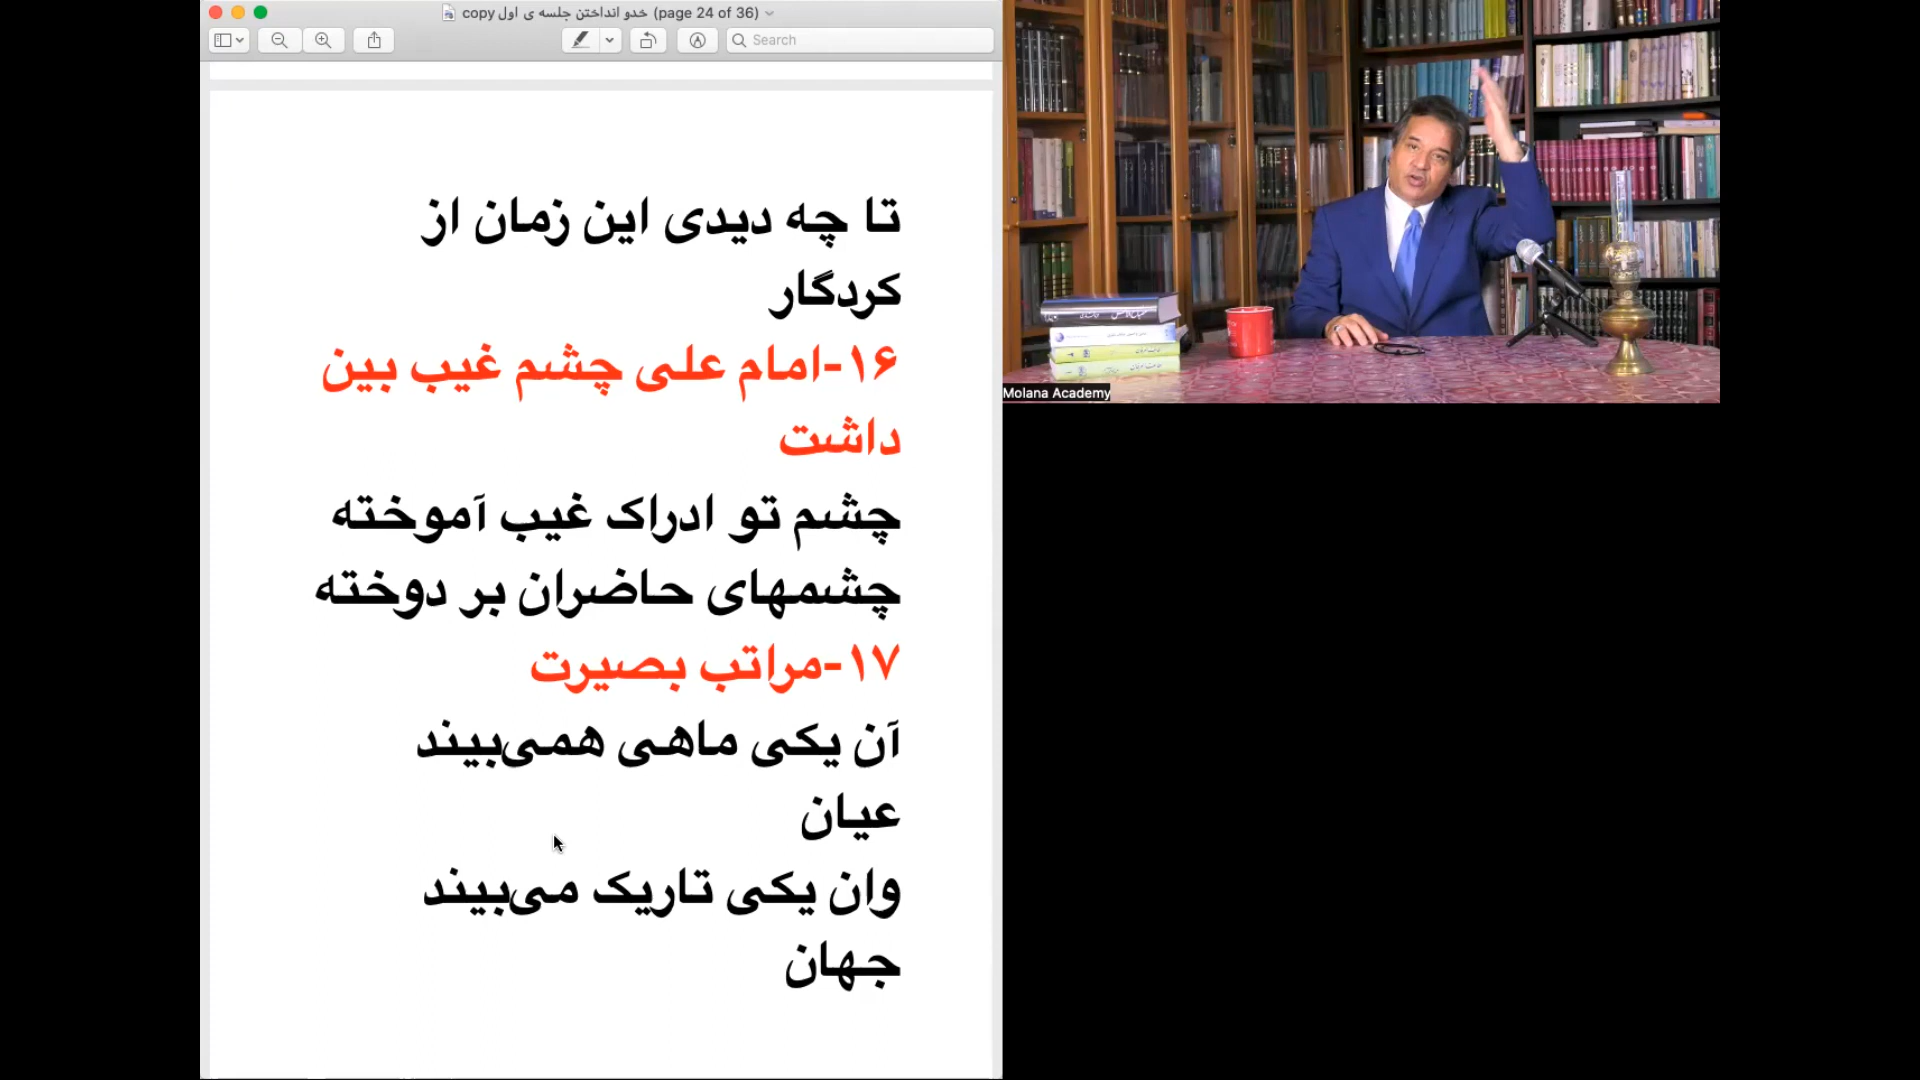 خدو انداختن جلسه ی اول copy (page 24 of 36)
Search
تا چه دیدی این زمان از
کردگار
۱۶-امام علی چشم غیب بین
داشت
چشم تو ادراک غیب آموخته
چشمهای حاضران بر دوخته
۱۷-مراتب بصیرت
آن یکی ماهی همی‌بیند
عیان
وان یکی تاریک می‌بیند
جهان
Molana Academy